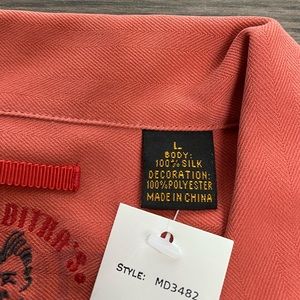 L
BODY:
100% SILK
DECORATION:
100% POLYESTER
MADE IN CHINA
STYLE: MD3482